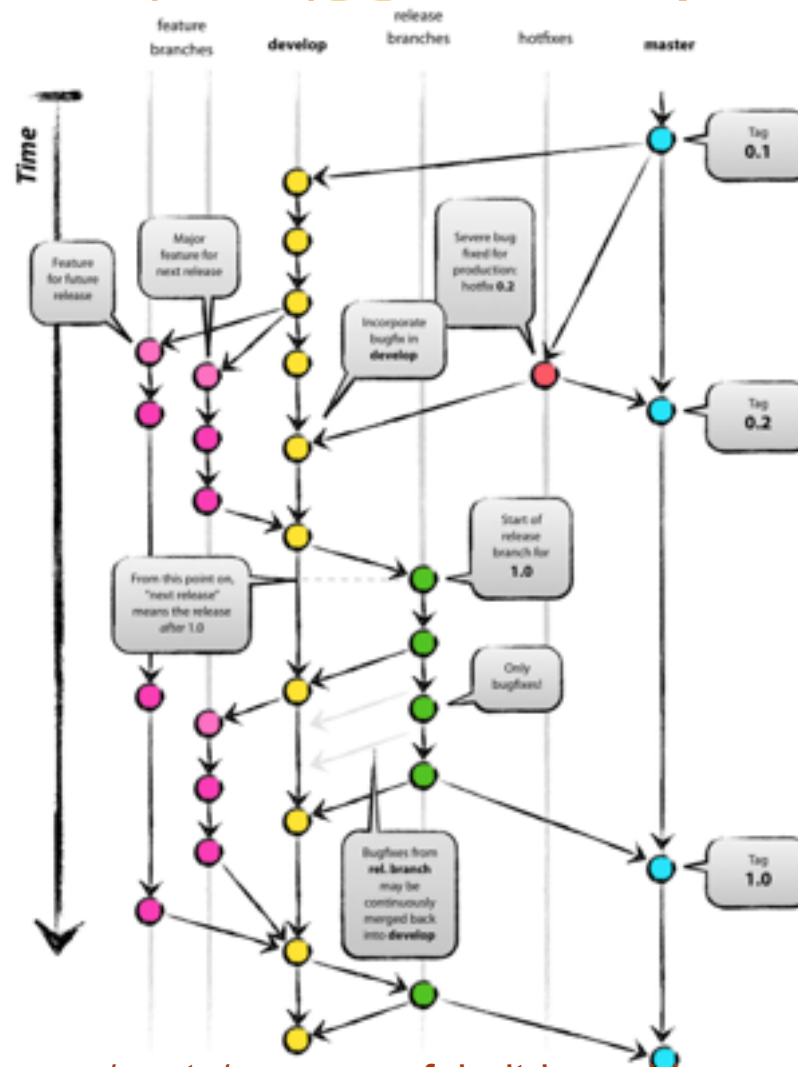 feature
branches
develop
release
branches
hotfixes
master
Time
Tag
0.1
Major
feature for
next release
Severe bug
fixed for
production:
hotfix 0.2
Feature
for future
release
Incorporate
bugfix in
develop
Tag
0.2
Start of
release
branch for
1.0
From this point on,
"next release"
means the release
after 1.0
Only
bugfixes!
Bugfixes from
rel. branch
may be
continuously
merged back
into develop
Tag
1.0